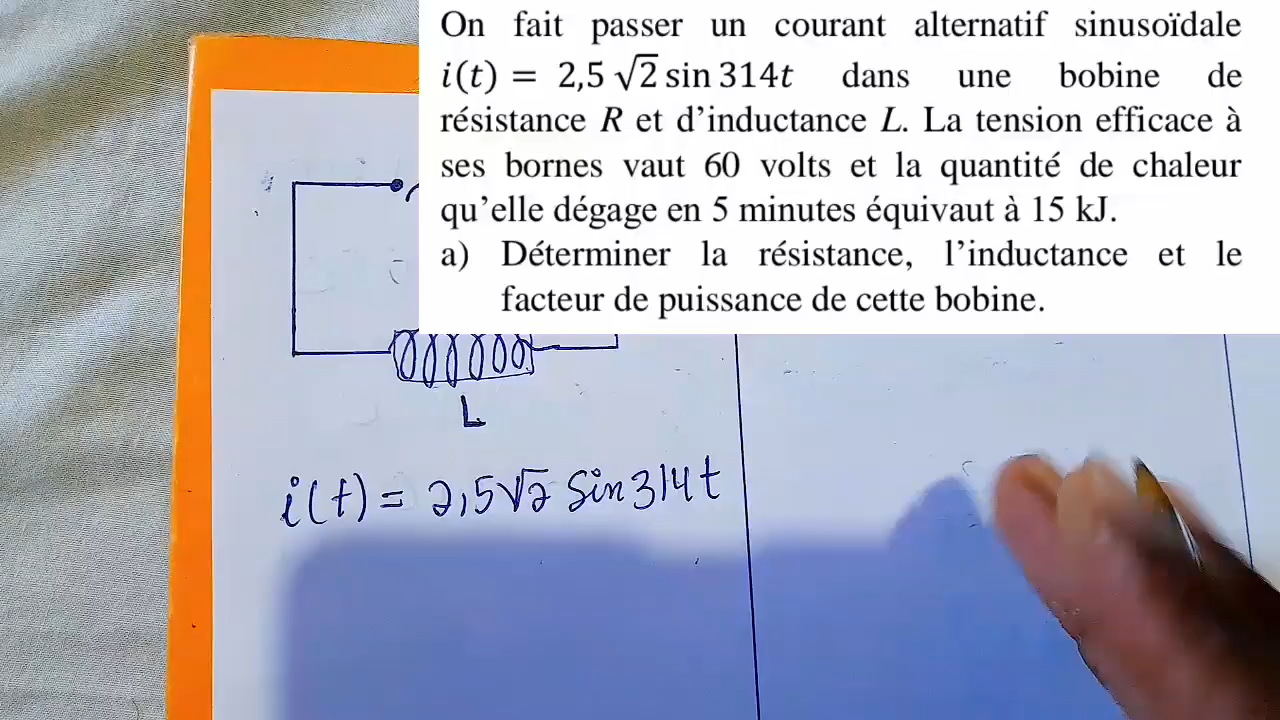 On fait passer un courant alternatif sinusoïdale
i(t) = 2,5 √2 sin 314t dans une bobine de
résistance R et d’inductance L. La tension efficace à
ses bornes vaut 60 volts et la quantité de chaleur
qu’elle dégage en 5 minutes équivaut à 15 kJ.
a) Déterminer la résistance, l’inductance et le
facteur de puissance de cette bobine.
L
i(t) = 2,5√2 sin 314t